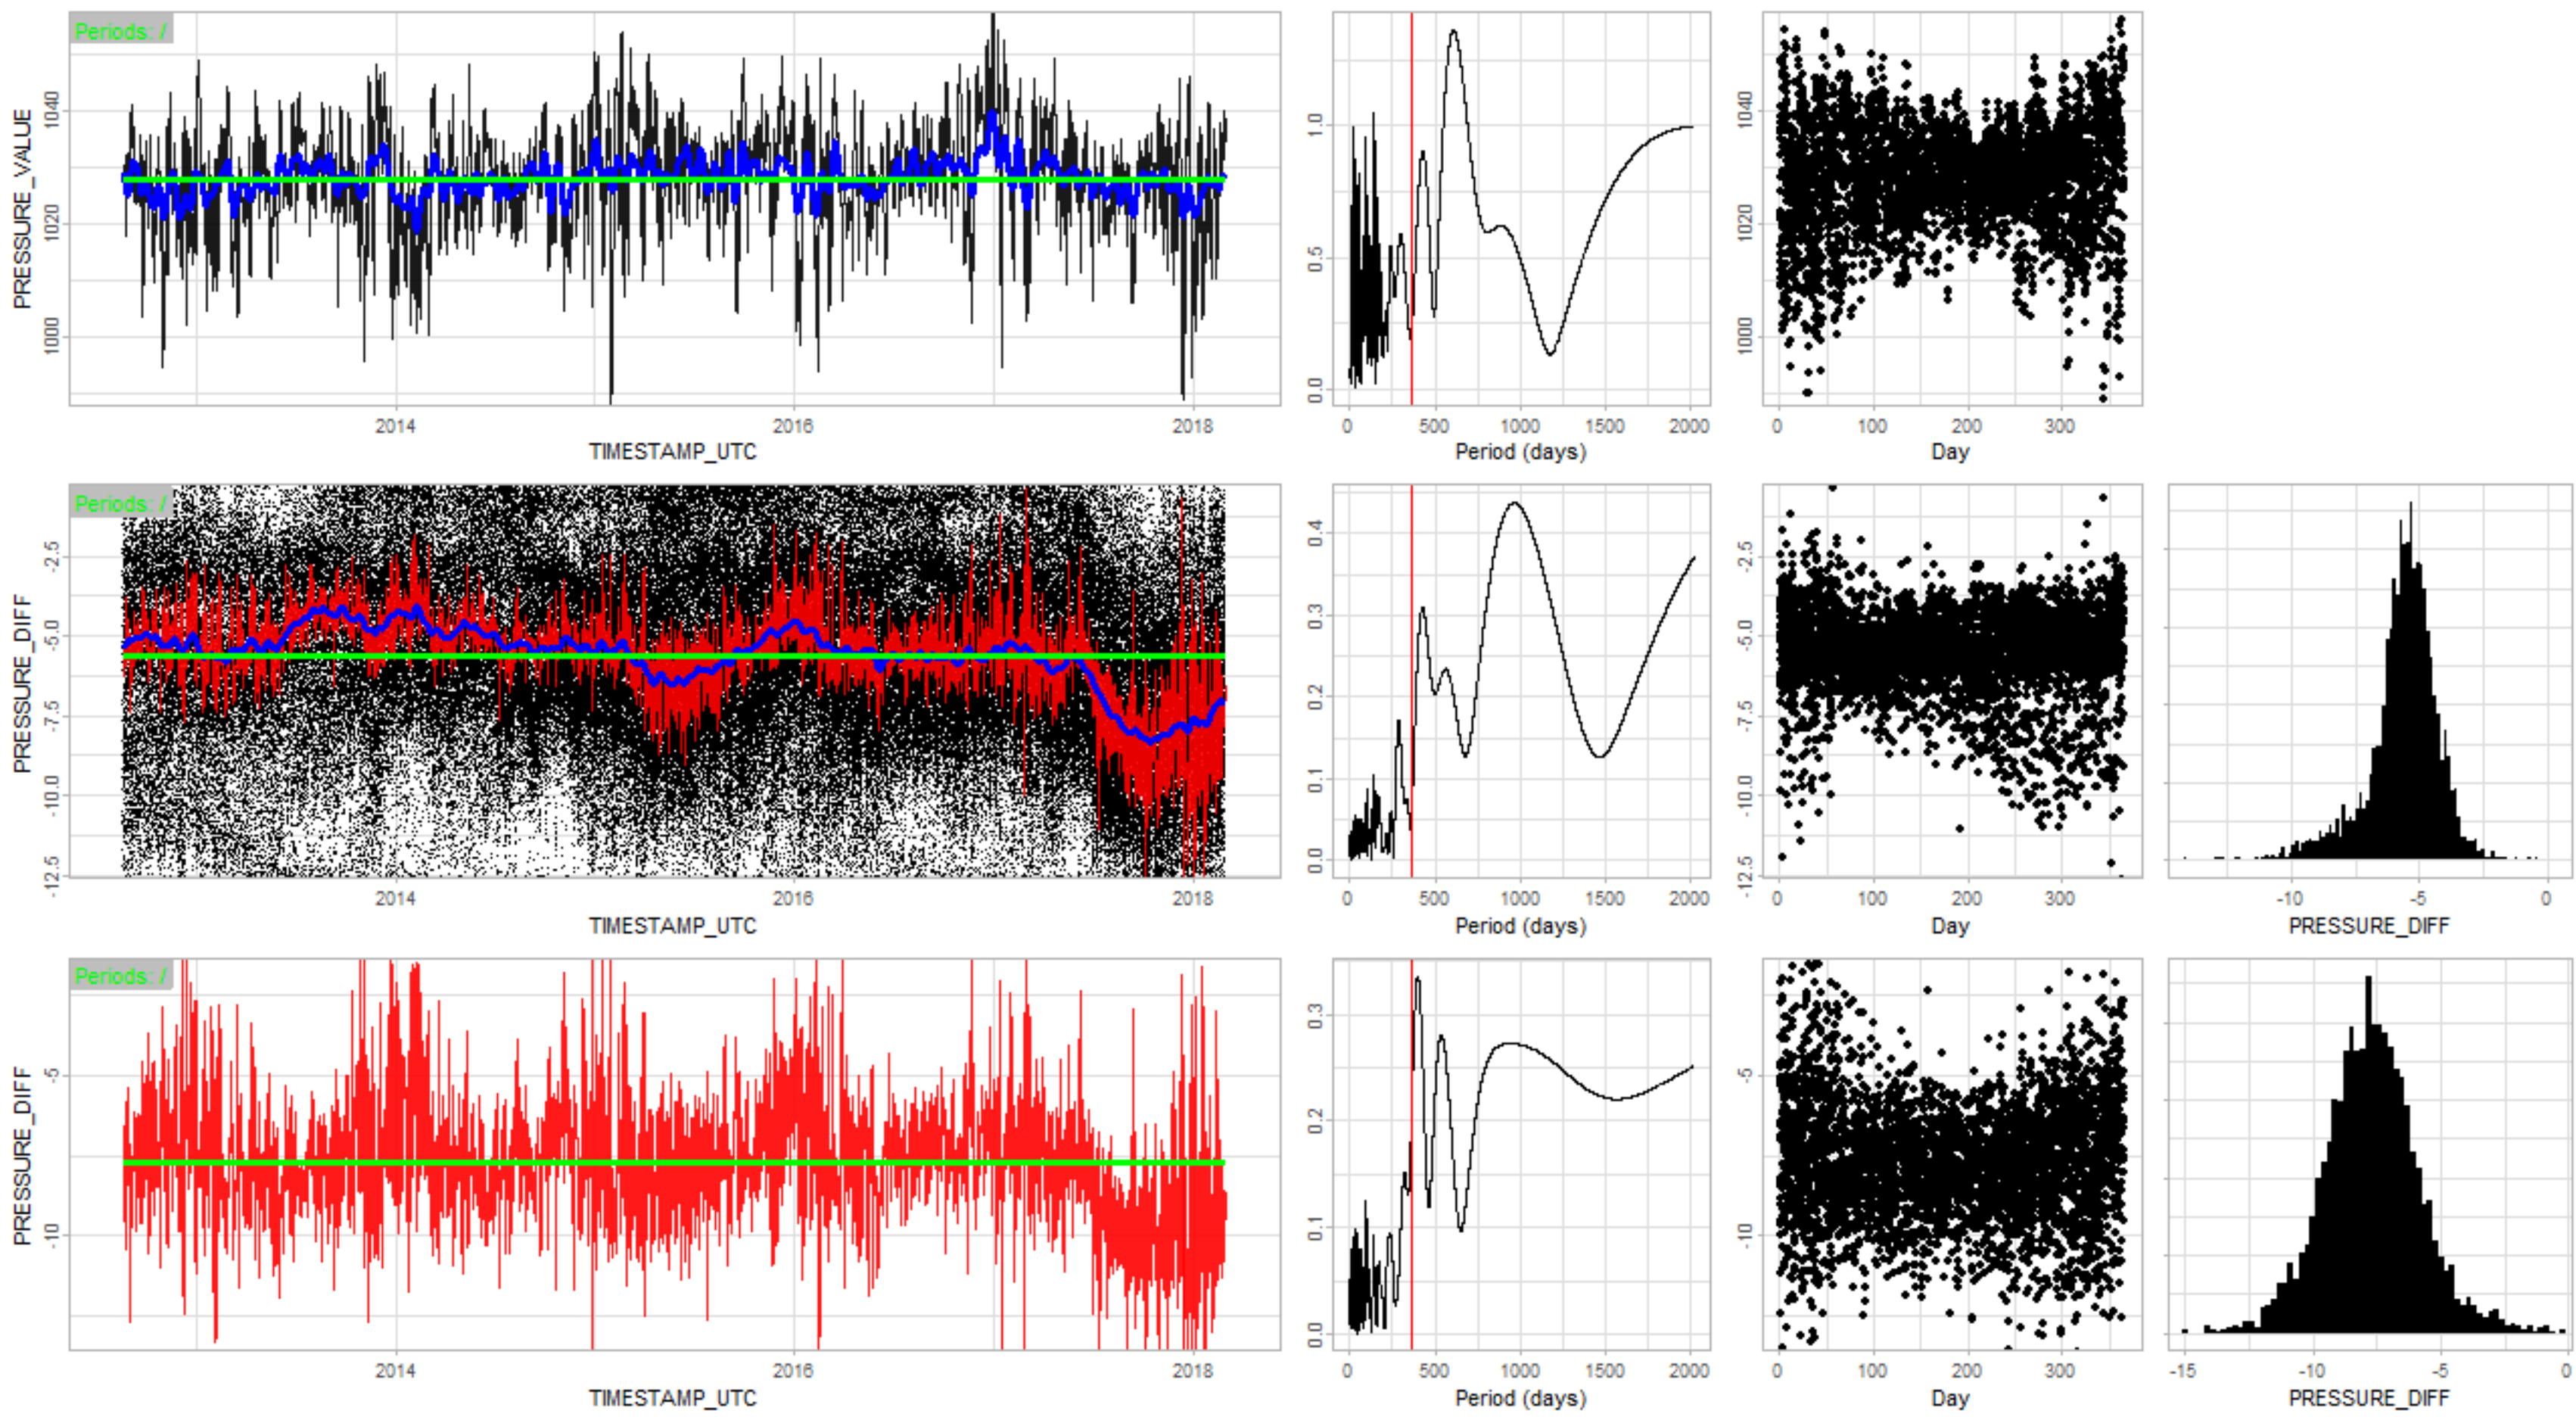 Periods: /
PRESSURE_VALUE
1000 1020 1040
2014 2016 2018
TIMESTAMP_UTC
0.0 0.5 1.0
0 500 1000 1500 2000
Period (days)
1000 1020 1040
0 100 200 300
Day
Periods: /
PRESSURE_DIFF
-12.5 -10.0 -7.5 -5.0 -2.5
2014 2016 2018
TIMESTAMP_UTC
0.0 0.1 0.2 0.3 0.4
0 500 1000 1500 2000
Period (days)
-12.5 -10.0 -7.5 -5.0 -2.5
0 100 200 300
Day
-10 -5 0
PRESSURE_DIFF
Periods: /
PRESSURE_DIFF
-10 -5
2014 2016 2018
TIMESTAMP_UTC
0.0 0.1 0.2 0.3
0 500 1000 1500 2000
Period (days)
-10 -5
0 100 200 300
Day
-15 -10 -5 0
PRESSURE_DIFF